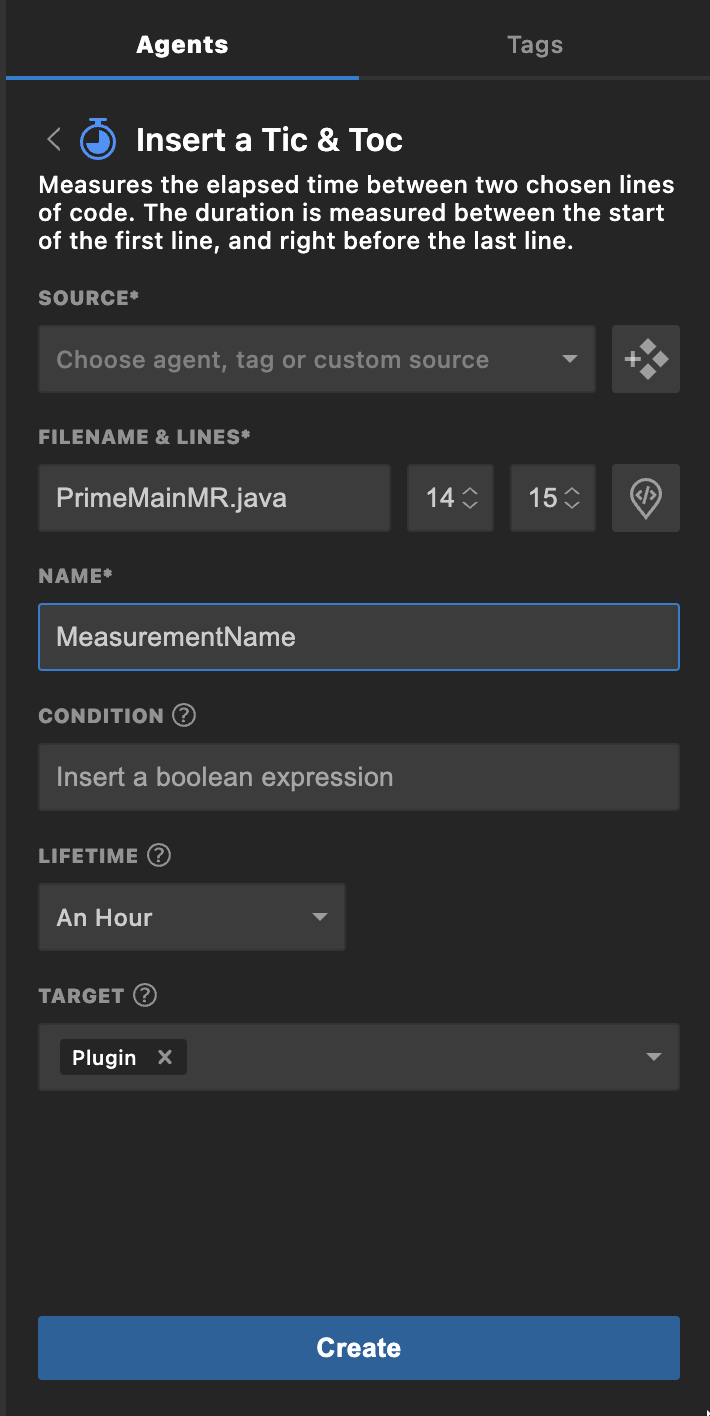 Agents Tags
Insert a Tic & Toc
Measures the elapsed time between two chosen lines
of code. The duration is measured between the start
of the first line, and right before the last line.
SOURCE*
Choose agent, tag or custom source
FILENAME & LINES*
PrimeMainMR.java 14 15
NAME*
MeasurementName
CONDITION ?
Insert a boolean expression
LIFETIME ?
An Hour
TARGET ?
Plugin
Create